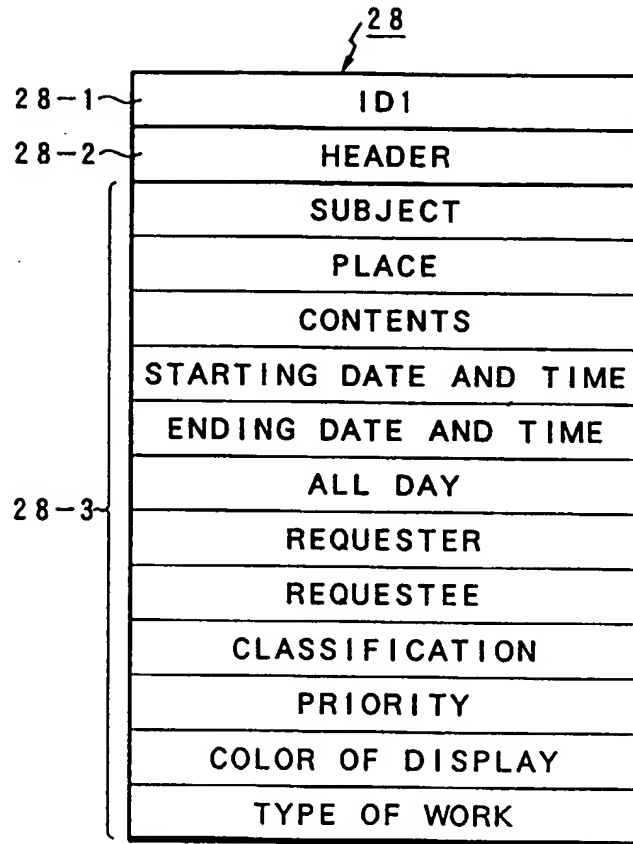 28
28-1 ID1
28-2 HEADER
SUBJECT
PLACE
CONTENTS
STARTING DATE AND TIME
ENDING DATE AND TIME
ALL DAY
28-3 REQUESTER
REQUESTEE
CLASSIFICATION
PRIORITY
COLOR OF DISPLAY
TYPE OF WORK